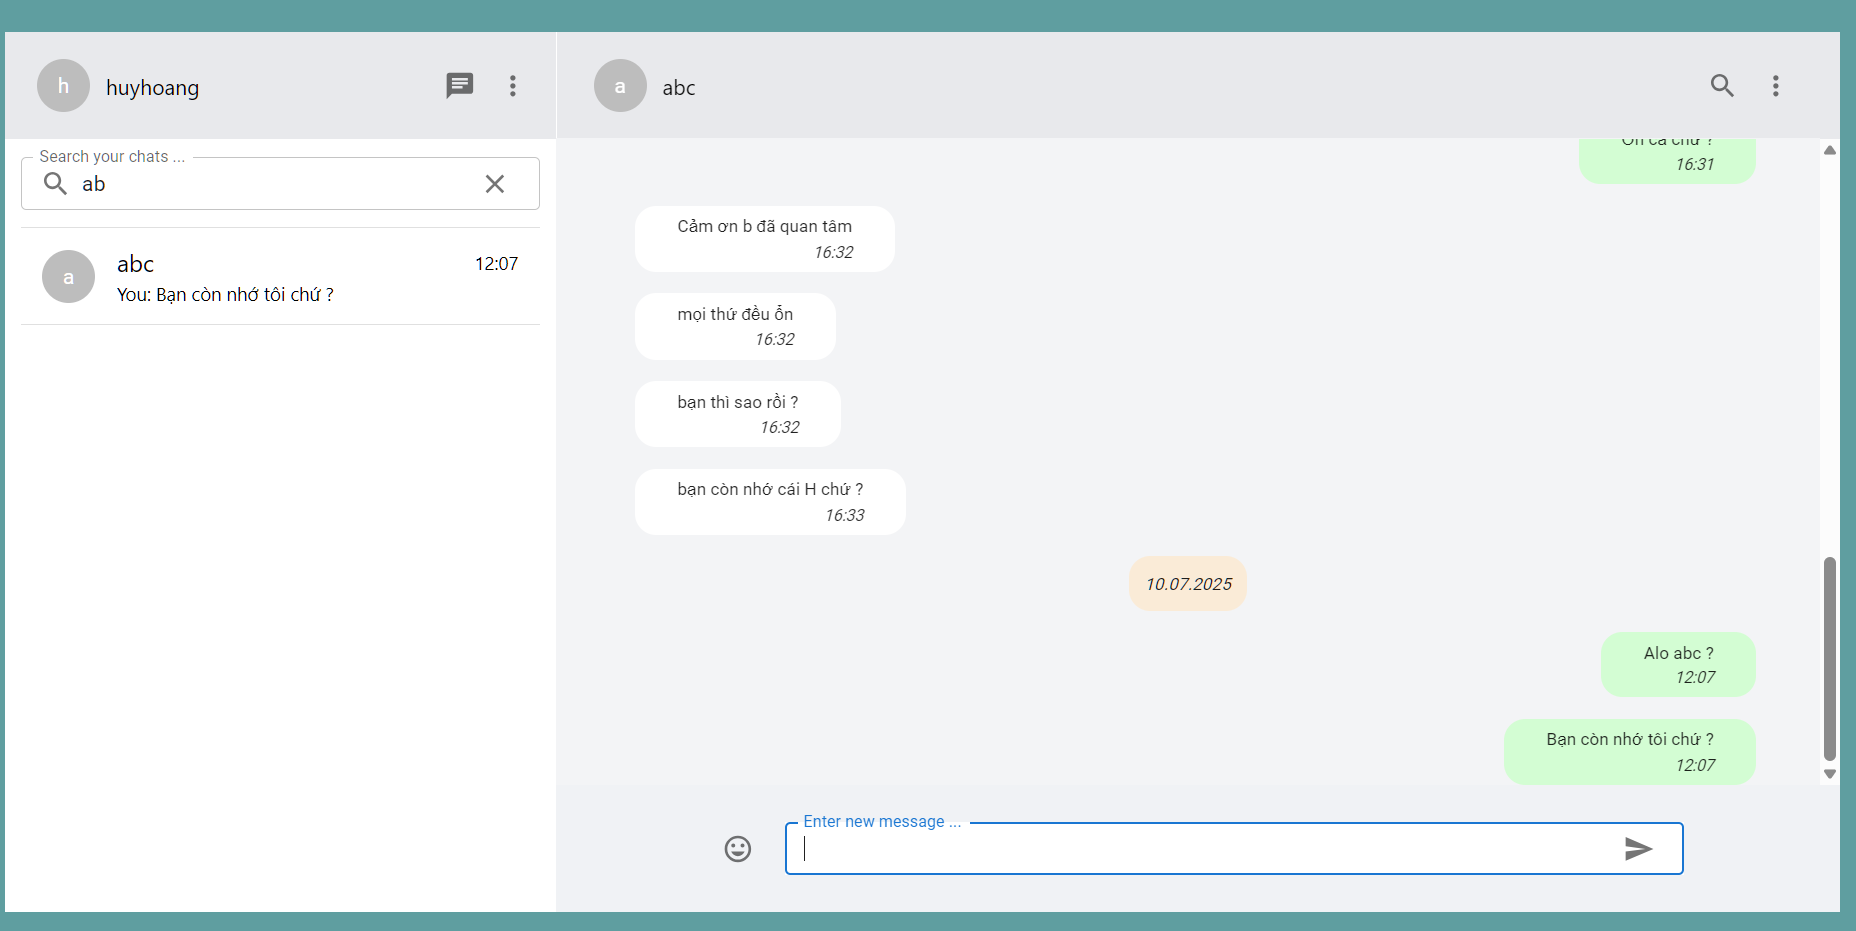 h
huyhoang
Search your chats ...
ab
a
abc
12:07
You: Bạn còn nhớ tôi chứ ?
a
abc
16:31
Cảm ơn b đã quan tâm
16:32
mọi thứ đều ổn
16:32
bạn thì sao rồi ?
16:32
bạn còn nhớ cái H chứ ?
16:33
10.07.2025
Alo abc ?
12:07
Bạn còn nhớ tôi chứ ?
12:07
Enter new message ...